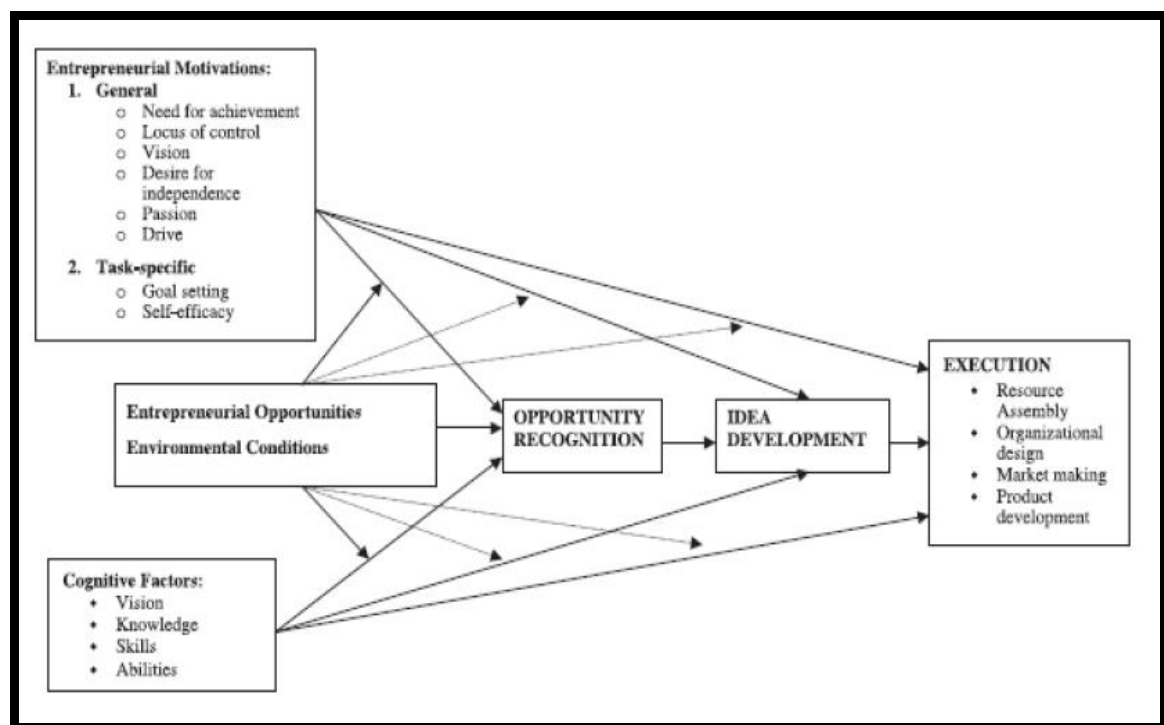 Entrepreneurial Motivations:
1. General
o Need for achievement
o Locus of control
o Vision
o Desire for
independence
o Passion
o Drive
2. Task-specific
o Goal setting
o Self-efficacy
Entrepreneurial Opportunities
Environmental Conditions
OPPORTUNITY
RECOGNITION
IDEA
DEVELOPMENT
EXECUTION
• Resource
Assembly
• Organizational
design
• Market making
• Product
development
Cognitive Factors:
• Vision
• Knowledge
• Skills
• Abilities